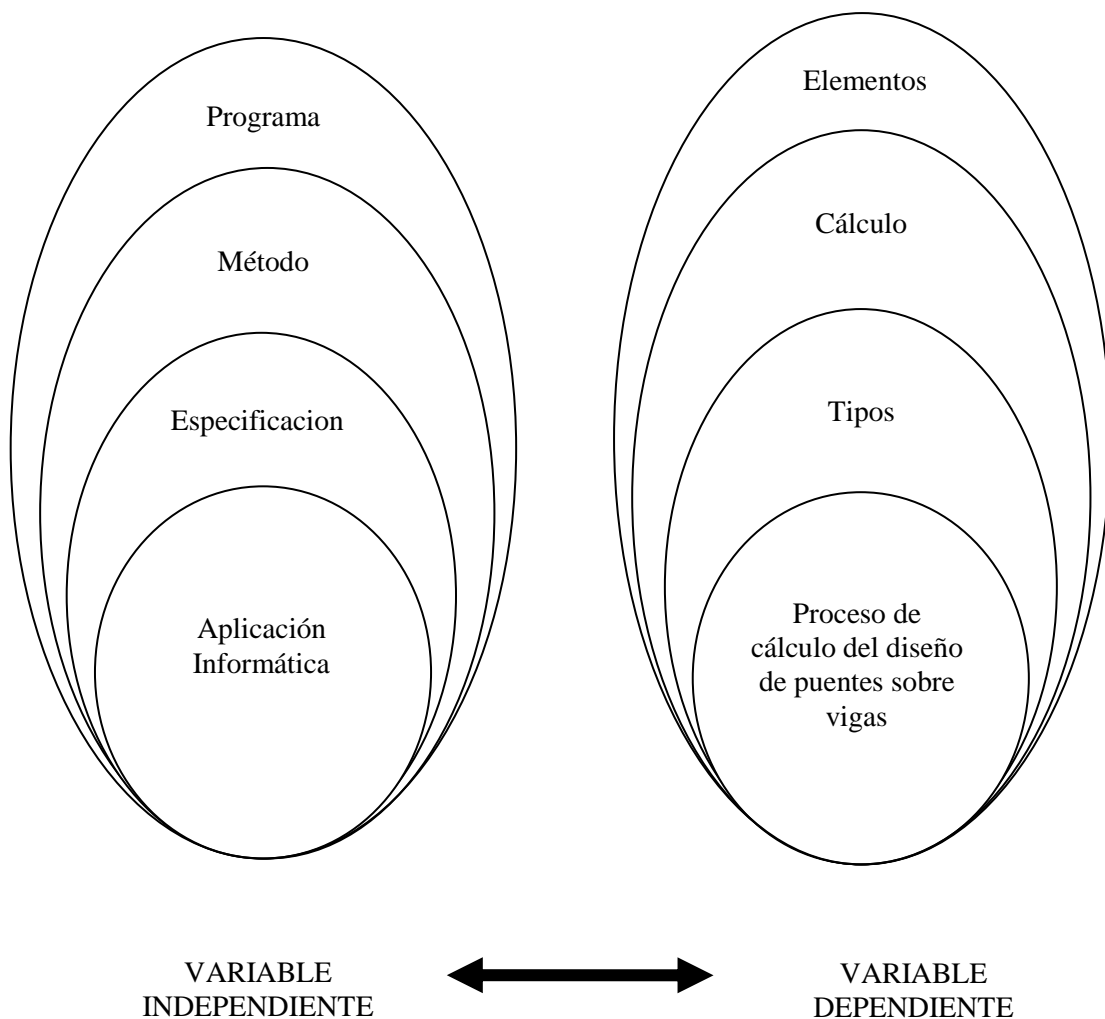 Programa
Método
Especificacion
Aplicación
Informática
Elementos
Cálculo
Tipos
Proceso de
cálculo del diseño
de puentes sobre
vigas
VARIABLE
INDEPENDIENTE
VARIABLE
DEPENDIENTE